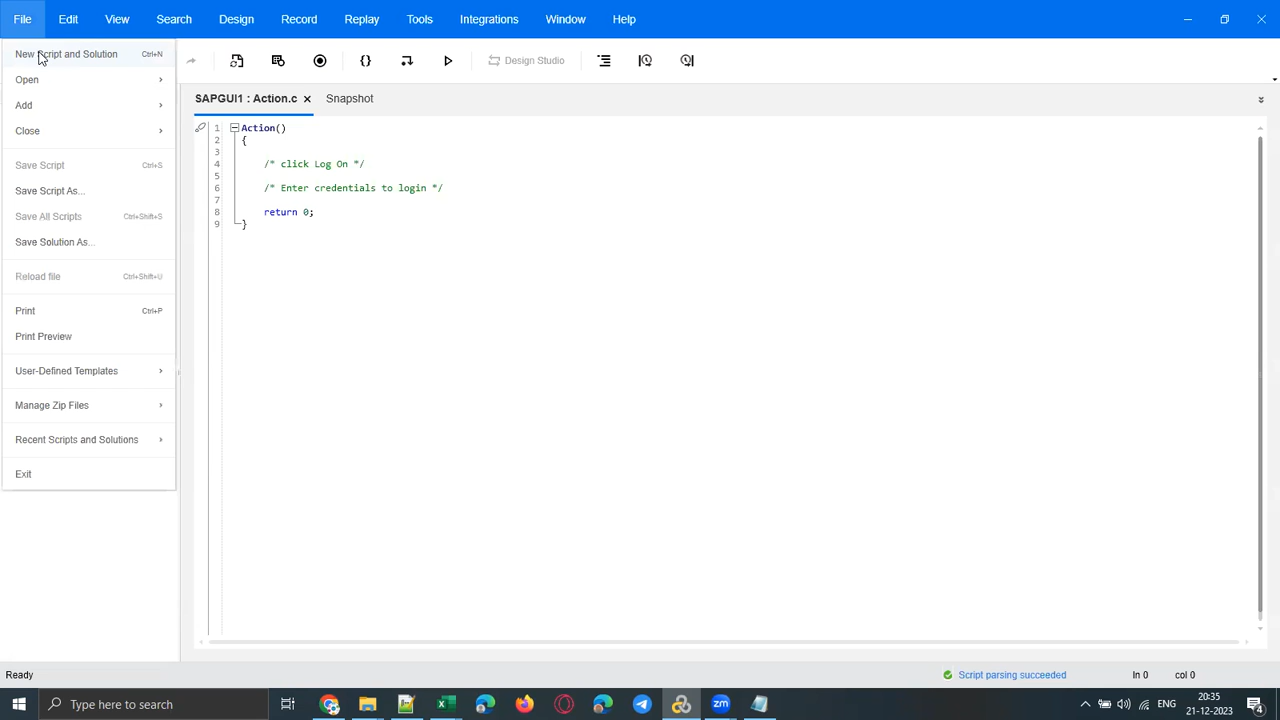 File Edit View Search Design Record Replay Tools Integrations Window Help
New Script and Solution Ctrl+N
Open
Add
Close
Save Script Ctrl+S
Save Script As...
Save All Scripts Ctrl+Shift+S
Save Solution As...
Reload file Ctrl+Shift+U
Print Ctrl+P
Print Preview
User-Defined Templates
Manage Zip Files
Recent Scripts and Solutions
Exit
{} Design Studio
SAPGUI1 : Action.c × Snapshot
1 Action()
2 {
3
4 /* click Log On */
5
6 /* Enter credentials to login */
7
8 return 0;
9 }
Ready Script parsing succeeded ln 0 col 0
Type here to search zm ENG 20:35
21-12-2023 4